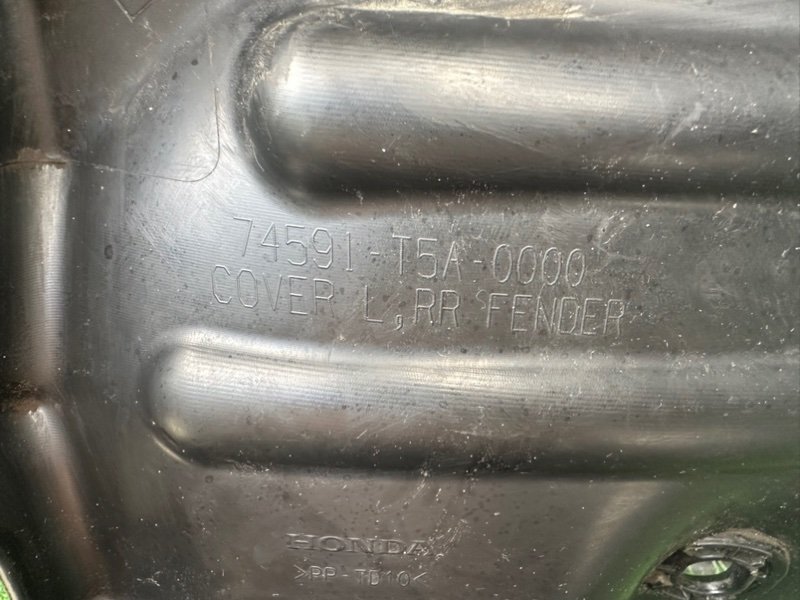 74591-T5A-0000
COVER L,RR FENDER
HONDA
>PP-TD10<